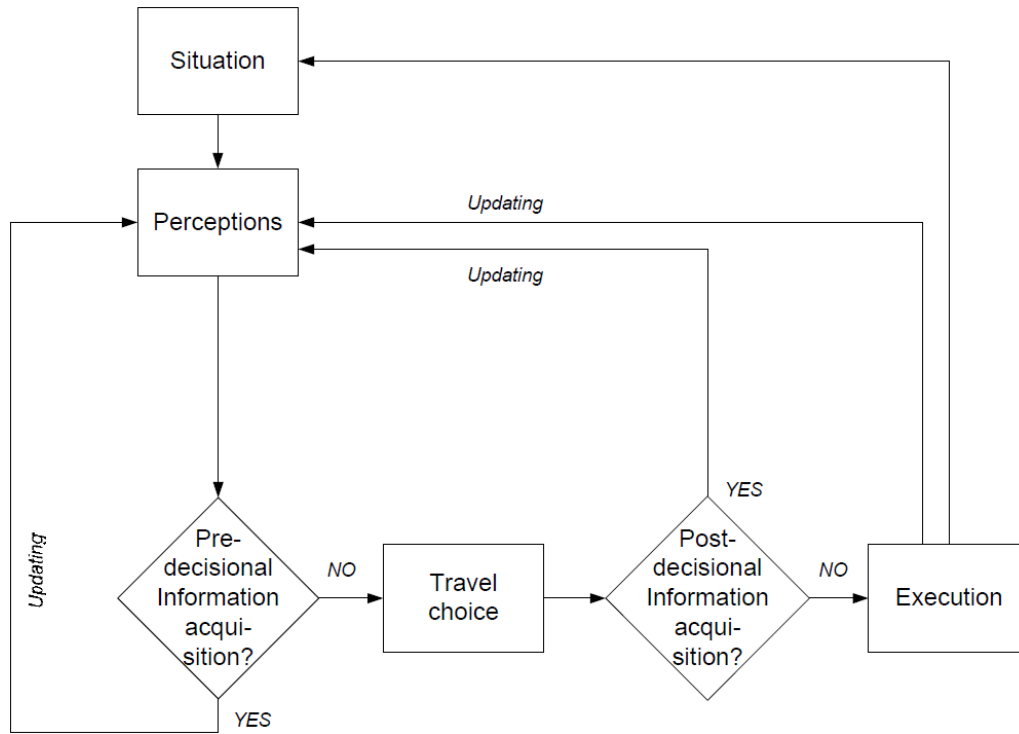 Situation
Perceptions
Updating
Updating
Updating
Pre-
decisional
Information
acqui-
sition?
NO
YES
Travel
choice
Post-
decisional
Information
acqui-
sition?
YES
NO
Execution